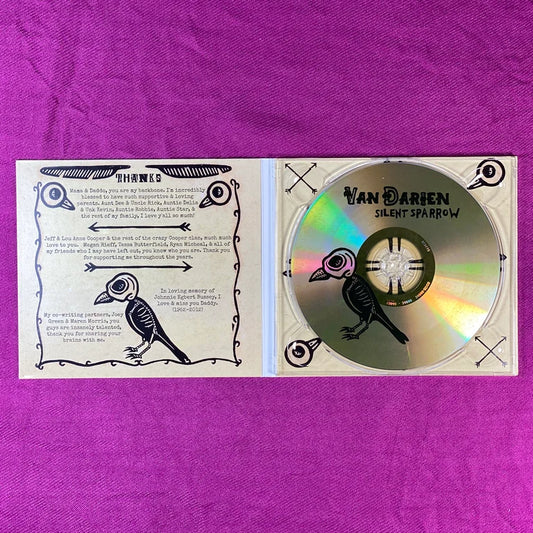 THANKS
Mama & Daddo, you are my backbone. I'm incredibly
blessed to have such supportive & loving
parents. Aunt Dee & Uncle Rick, Auntie Delia
& Unk Kevin, Auntie Robbie, Auntie Star, &
the rest of my family, I love y'all so much!
Jeff & Lou Anne Cooper & the rest of the crazy Cooper clan, much, much
love to you. Megan Rieff, Tessa Butterfield, Ryan Micheal, & all of
my friends who I may have left out, you know who you are. Thank you
for supporting me throughout the years.
In loving memory of
Johnnie Egbert Bussey, I
love & miss you Daddy.
(1962-2012)
My co-writing partners, Joey
Green & Maren Morris, you
guys are insanely talented,
thank you for sharing your
brains with me.
VAN DARIEN
SILENT SPARROW